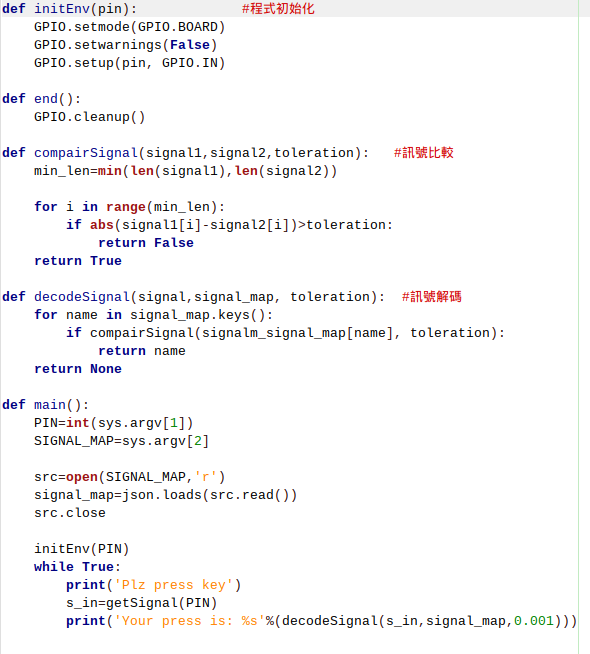 def initEnv(pin):             #程式初始化
    GPIO.setmode(GPIO.BOARD)
    GPIO.setwarnings(False)
    GPIO.setup(pin, GPIO.IN)

def end():
    GPIO.cleanup()

def compairSignal(signal1,signal2,toleration):   #訊號比較
    min_len=min(len(signal1),len(signal2))

    for i in range(min_len):
        if abs(signal1[i]-signal2[i])>toleration:
            return False
    return True

def decodeSignal(signal,signal_map, toleration):  #訊號解碼
    for name in signal_map.keys():
        if compairSignal(signalm_signal_map[name], toleration):
            return name
    return None

def main():
    PIN=int(sys.argv[1])
    SIGNAL_MAP=sys.argv[2]

    src=open(SIGNAL_MAP,'r')
    signal_map=json.loads(src.read())
    src.close

    initEnv(PIN)
    while True:
        print('Plz press key')
        s_in=getSignal(PIN)
        print('Your press is: %s'%(decodeSignal(s_in,signal_map,0.001)))